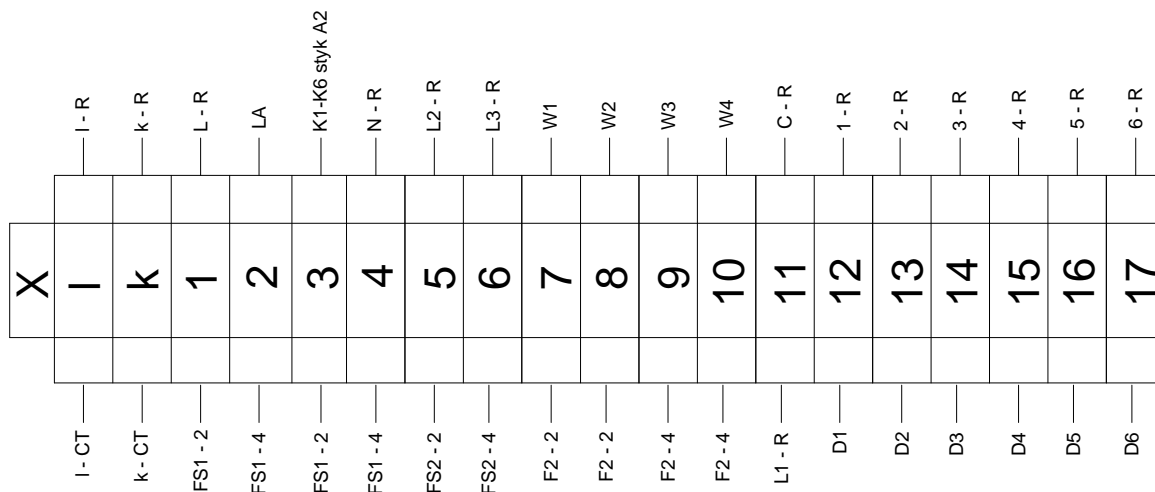 I - R
k - R
L - R
LA
K1-K6 styk A2
N - R
L2 - R
L3 - R
W1
W2
W3
W4
C - R
1 - R
2 - R
3 - R
4 - R
5 - R
6 - R
X
I
k
1
2
3
4
5
6
7
8
9
10
11
12
13
14
15
16
17
I - CT
k - CT
FS1 - 2
FS1 - 4
FS1 - 2
FS1 - 4
FS2 - 2
FS2 - 4
F2 - 2
F2 - 2
F2 - 4
F2 - 4
L1 - R
D1
D2
D3
D4
D5
D6